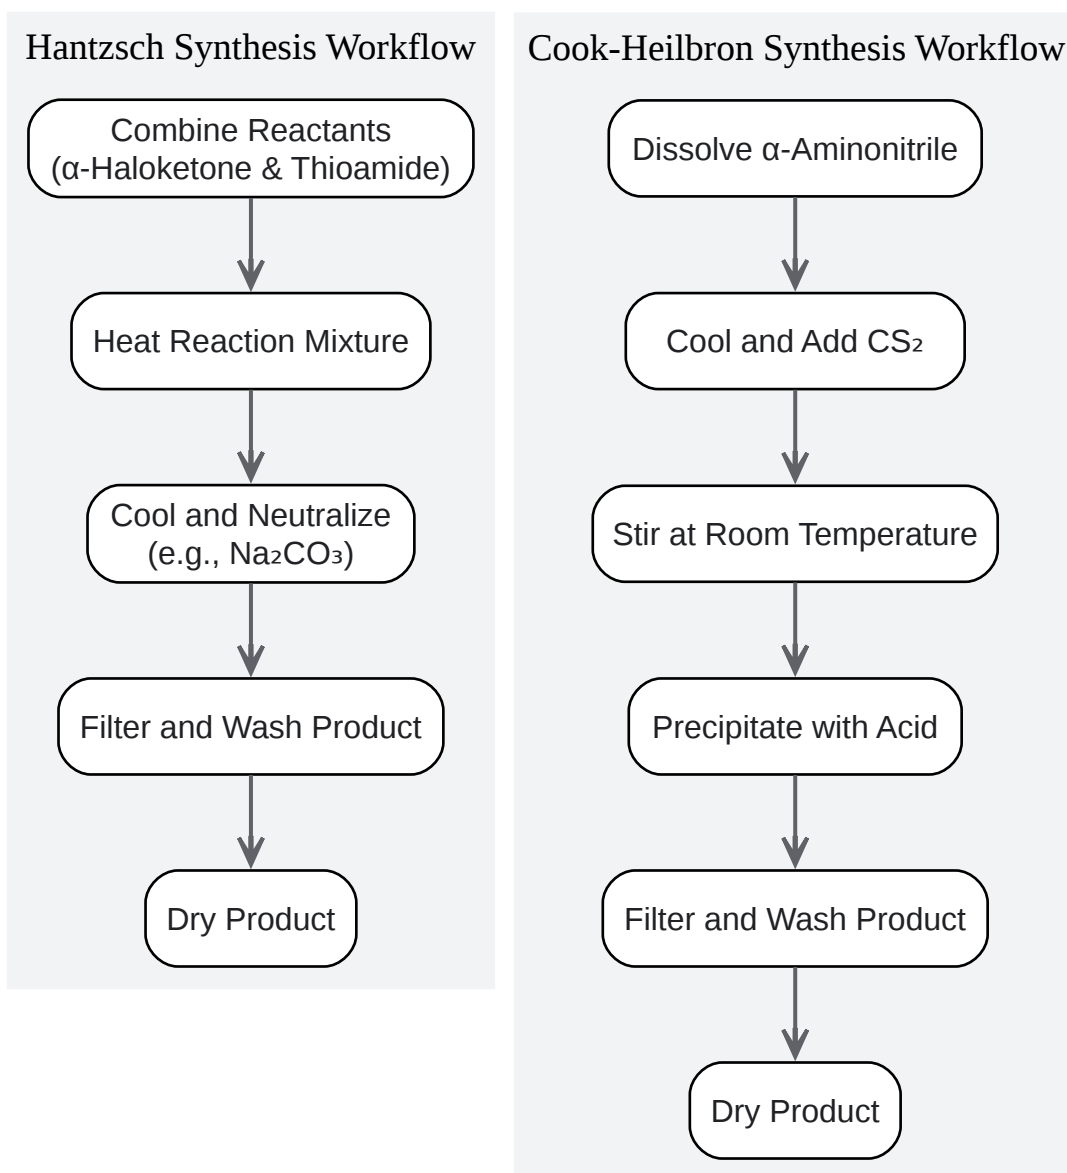 Hantzsch Synthesis Workflow
Combine Reactants
(α-Haloketone & Thioamide)
Heat Reaction Mixture
Cool and Neutralize
(e.g., Na₂CO₃)
Filter and Wash Product
Dry Product
Cook-Heilbron Synthesis Workflow
Dissolve α-Aminonitrile
Cool and Add CS₂
Stir at Room Temperature
Precipitate with Acid
Filter and Wash Product
Dry Product